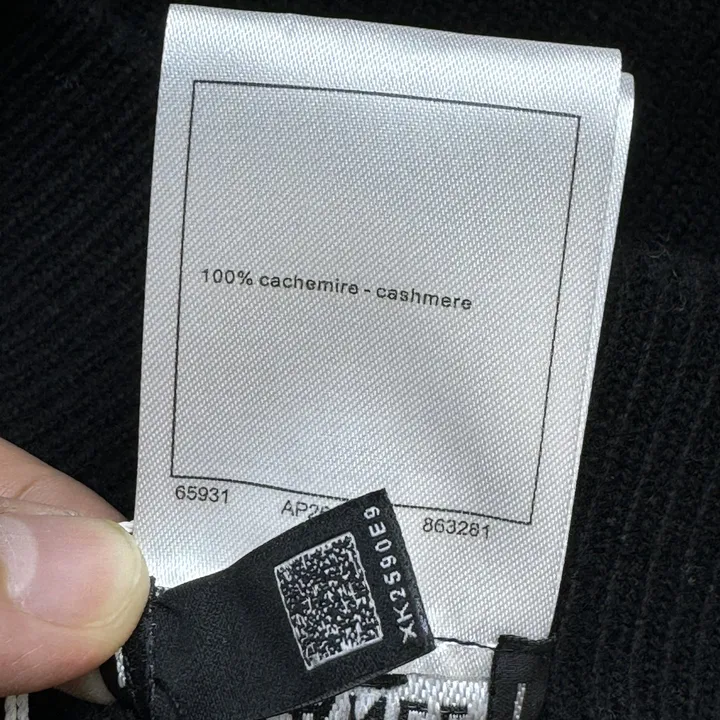 100% cachemire - cashmere
65931 863281
XK2590E9